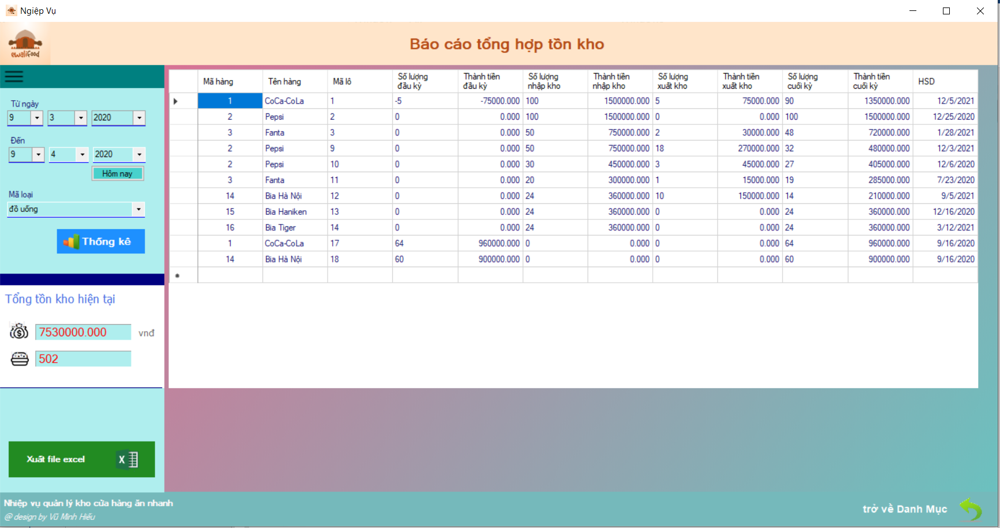 Ngiệp Vụ
ewalifood
Báo cáo tổng hợp tồn kho
Từ ngày
9 3 2020
Đến
9 4 2020
Hôm nay
Mã loại
đồ uống
Thống kê
Tổng tồn kho hiện tại
7530000.000 vnđ
502
Xuất file excel
Mã hàng Tên hàng Mã lô Số lượng đầu kỳ Thành tiền đầu kỳ Số lượng nhập kho Thành tiền nhập kho Số lượng xuất kho Thành tiền xuất kho Số lượng cuối kỳ Thành tiền cuối kỳ HSD
1 CoCa-CoLa 1 -5 -75000.000 100 1500000.000 5 75000.000 90 1350000.000 12/5/2021
2 Pepsi 2 0 0.000 100 1500000.000 0 0.000 100 1500000.000 12/25/2020
3 Fanta 3 0 0.000 50 750000.000 2 30000.000 48 720000.000 1/28/2021
2 Pepsi 9 0 0.000 50 750000.000 18 270000.000 32 480000.000 12/3/2021
2 Pepsi 10 0 0.000 30 450000.000 3 45000.000 27 405000.000 12/6/2020
3 Fanta 11 0 0.000 20 300000.000 1 15000.000 19 285000.000 7/23/2020
14 Bia Hà Nội 12 0 0.000 24 360000.000 10 150000.000 14 210000.000 9/5/2021
15 Bia Haniken 13 0 0.000 24 360000.000 0 0.000 24 360000.000 12/16/2020
16 Bia Tiger 14 0 0.000 24 360000.000 0 0.000 24 360000.000 3/12/2021
1 CoCa-CoLa 17 64 960000.000 0 0.000 0 0.000 64 960000.000 9/16/2020
14 Bia Hà Nội 18 60 900000.000 0 0.000 0 0.000 60 900000.000 9/16/2020
Nhiệp vụ quản lý kho cửa hàng ăn nhanh
@ design by Vũ Minh Hiếu
trở về Danh Mục